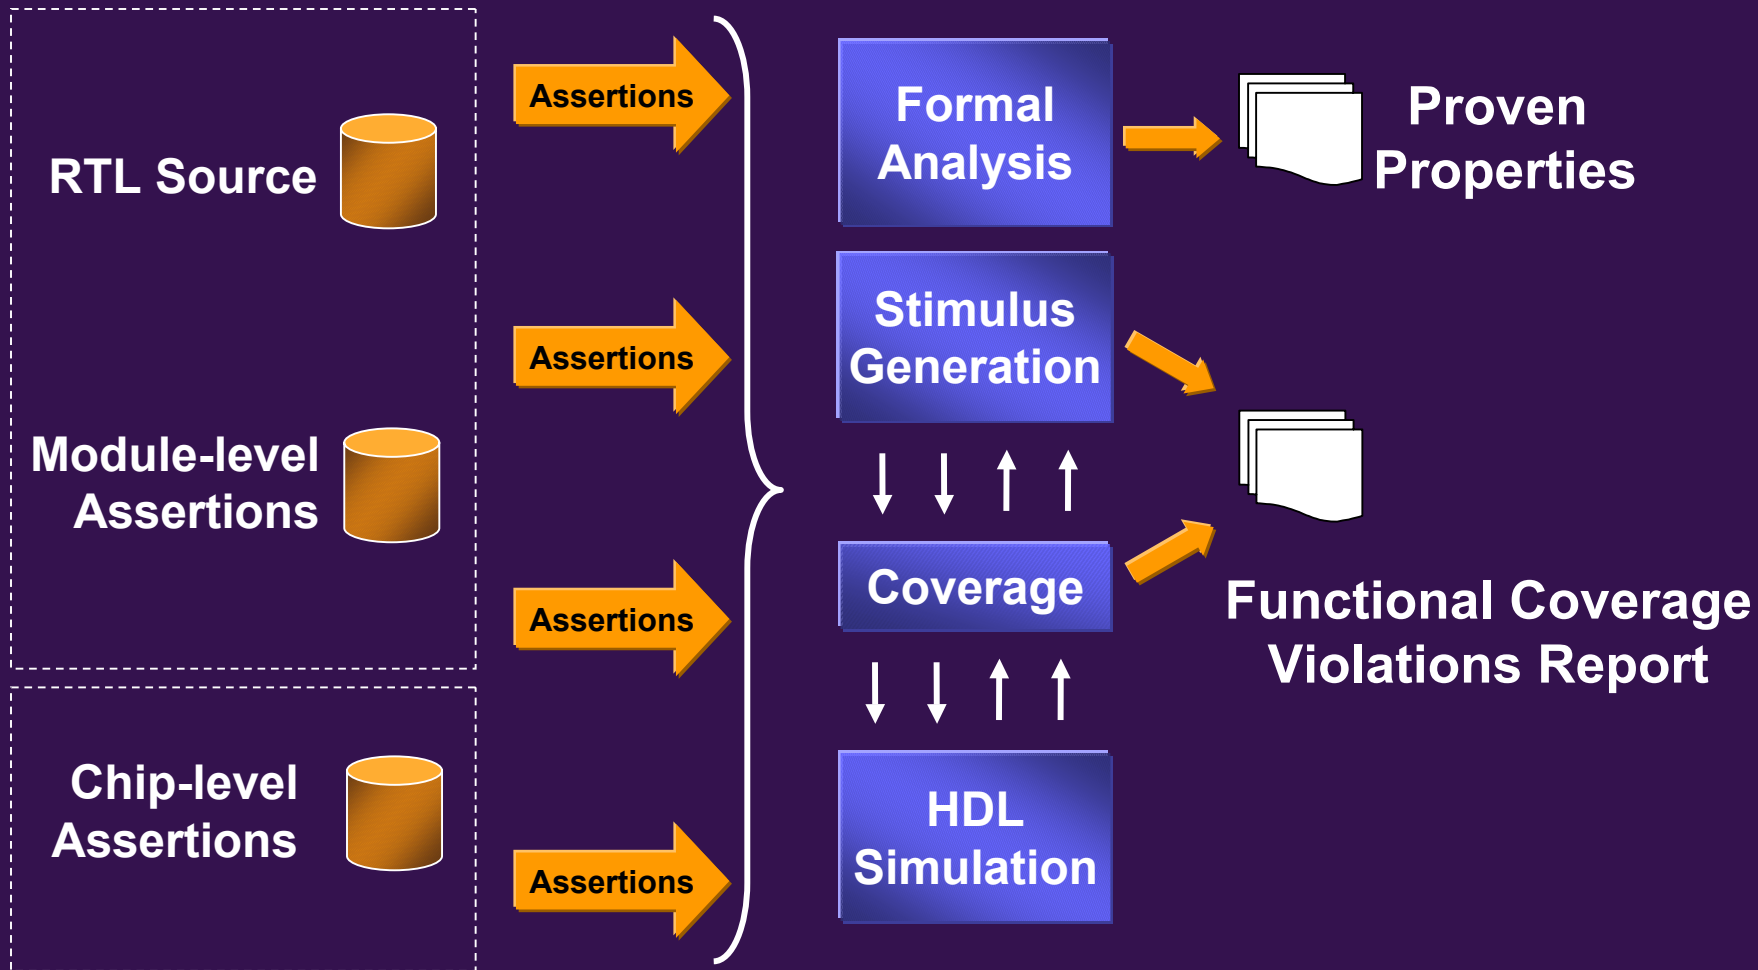 RTL Source
Module-level
Assertions
Chip-level
Assertions
Assertions
Assertions
Assertions
Assertions
Formal
Analysis
Stimulus
Generation
Coverage
HDL
Simulation
Proven
Properties
Functional Coverage
Violations Report